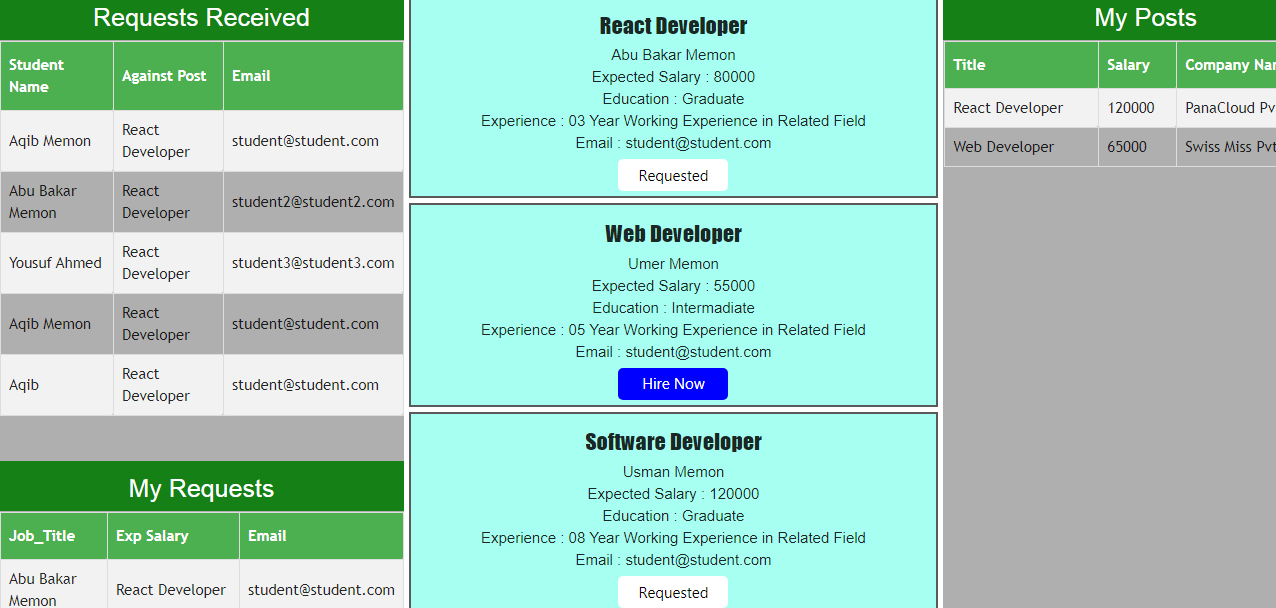 Requests Received
Student Name Against Post Email
Aqib Memon React Developer student@student.com
Abu Bakar Memon React Developer student2@student2.com
Yousuf Ahmed React Developer student3@student3.com
Aqib Memon React Developer student@student.com
Aqib React Developer student@student.com
My Requests
Job_Title Exp Salary Email
Abu Bakar Memon React Developer student@student.com
React Developer
Abu Bakar Memon
Expected Salary : 80000
Education : Graduate
Experience : 03 Year Working Experience in Related Field
Email : student@student.com
Requested
Web Developer
Umer Memon
Expected Salary : 55000
Education : Intermadiate
Experience : 05 Year Working Experience in Related Field
Email : student@student.com
Hire Now
Software Developer
Usman Memon
Expected Salary : 120000
Education : Graduate
Experience : 08 Year Working Experience in Related Field
Email : student@student.com
Requested
My Posts
Title Salary Company Nar
React Developer 120000 PanaCloud Pv
Web Developer 65000 Swiss Miss Pvt